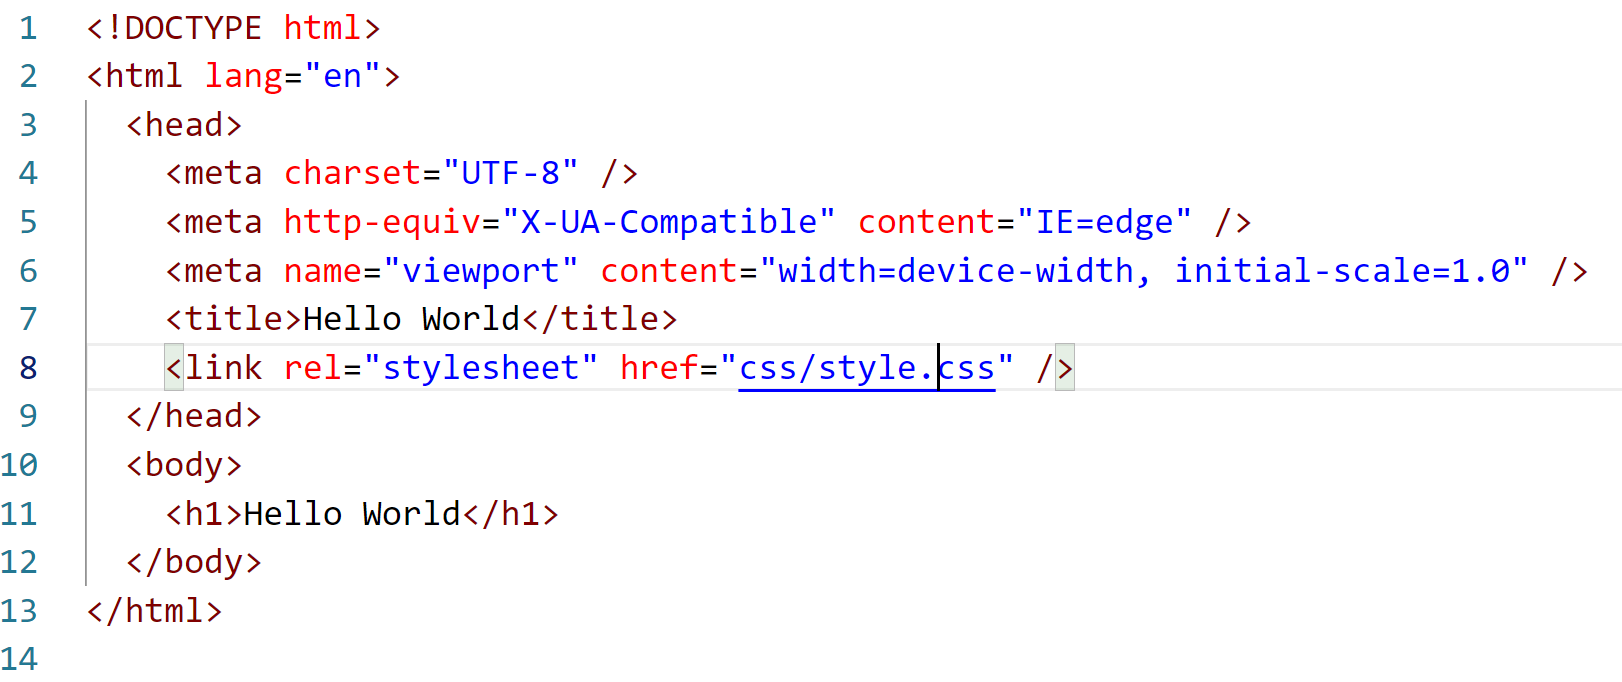 1 <!DOCTYPE html>
2 <html lang="en">
3   <head>
4     <meta charset="UTF-8" />
5     <meta http-equiv="X-UA-Compatible" content="IE=edge" />
6     <meta name="viewport" content="width=device-width, initial-scale=1.0" />
7     <title>Hello World</title>
8     <link rel="stylesheet" href="css/style.css" />
9   </head>
10   <body>
11     <h1>Hello World</h1>
12   </body>
13 </html>
14